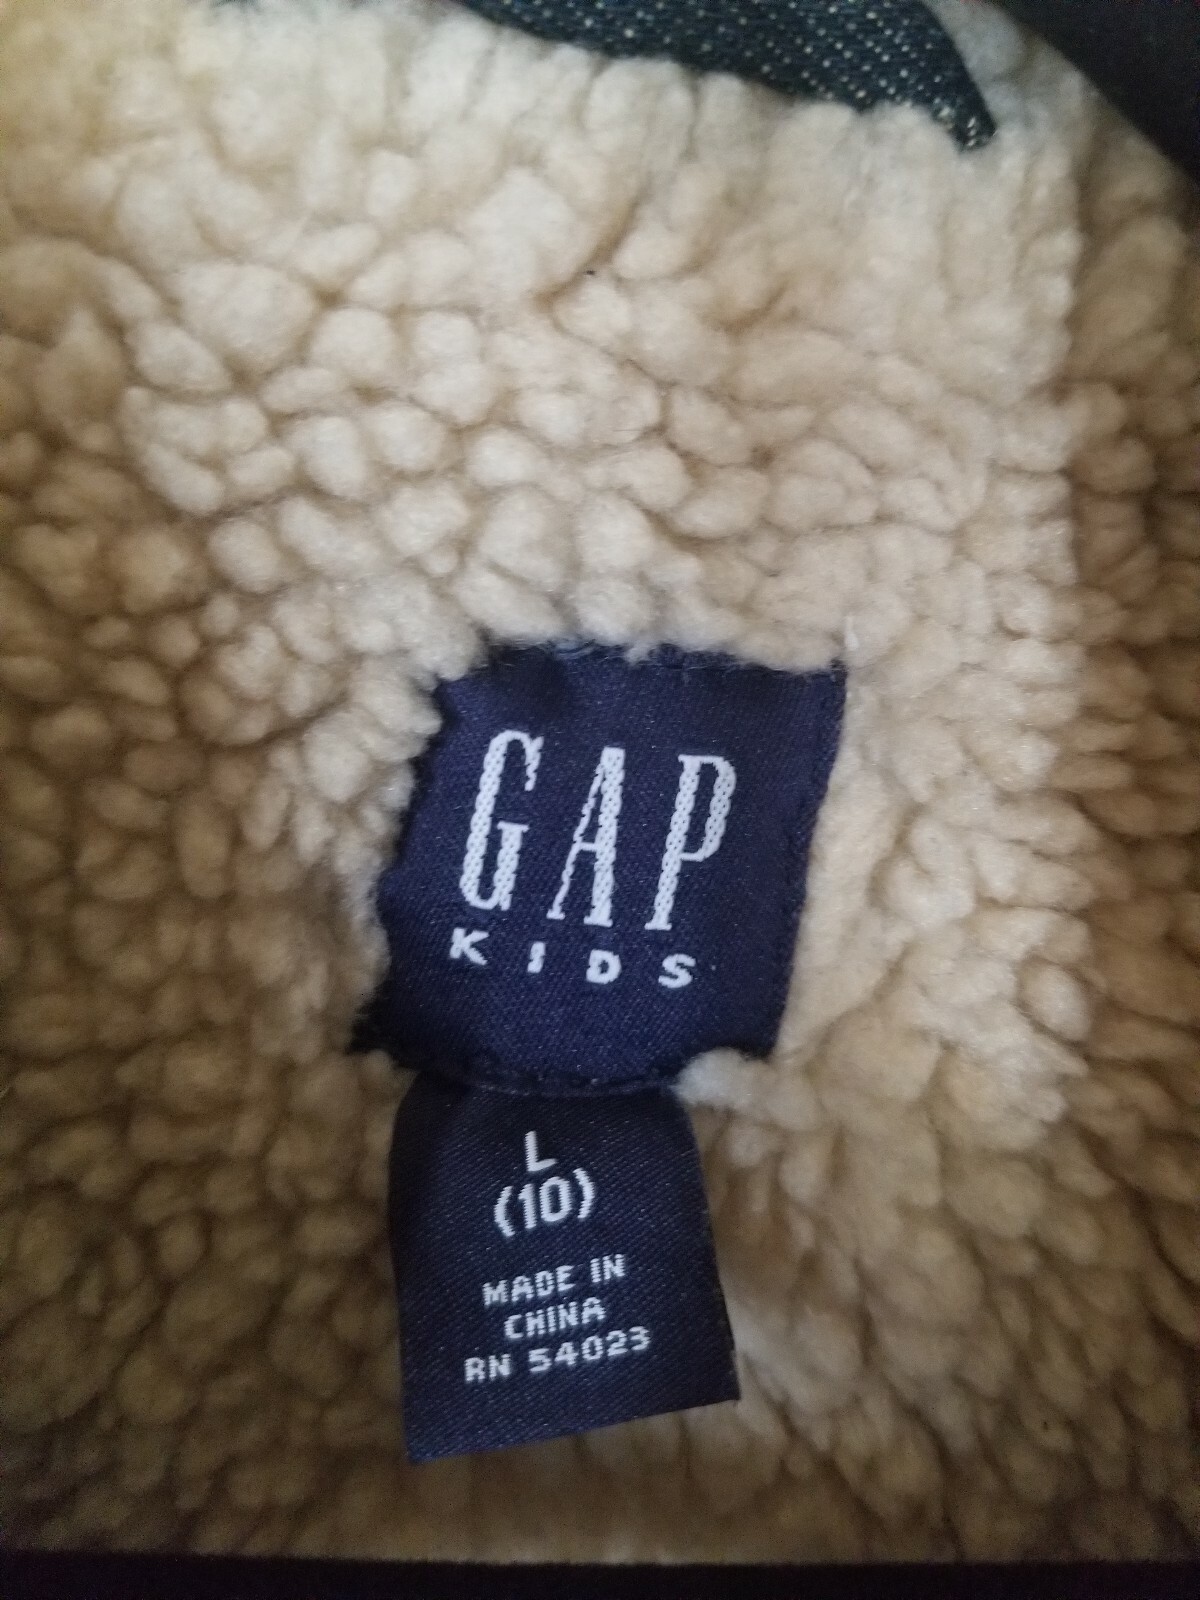 GAP
KIDS
L
(10)
MADE IN
CHINA
RN 54023